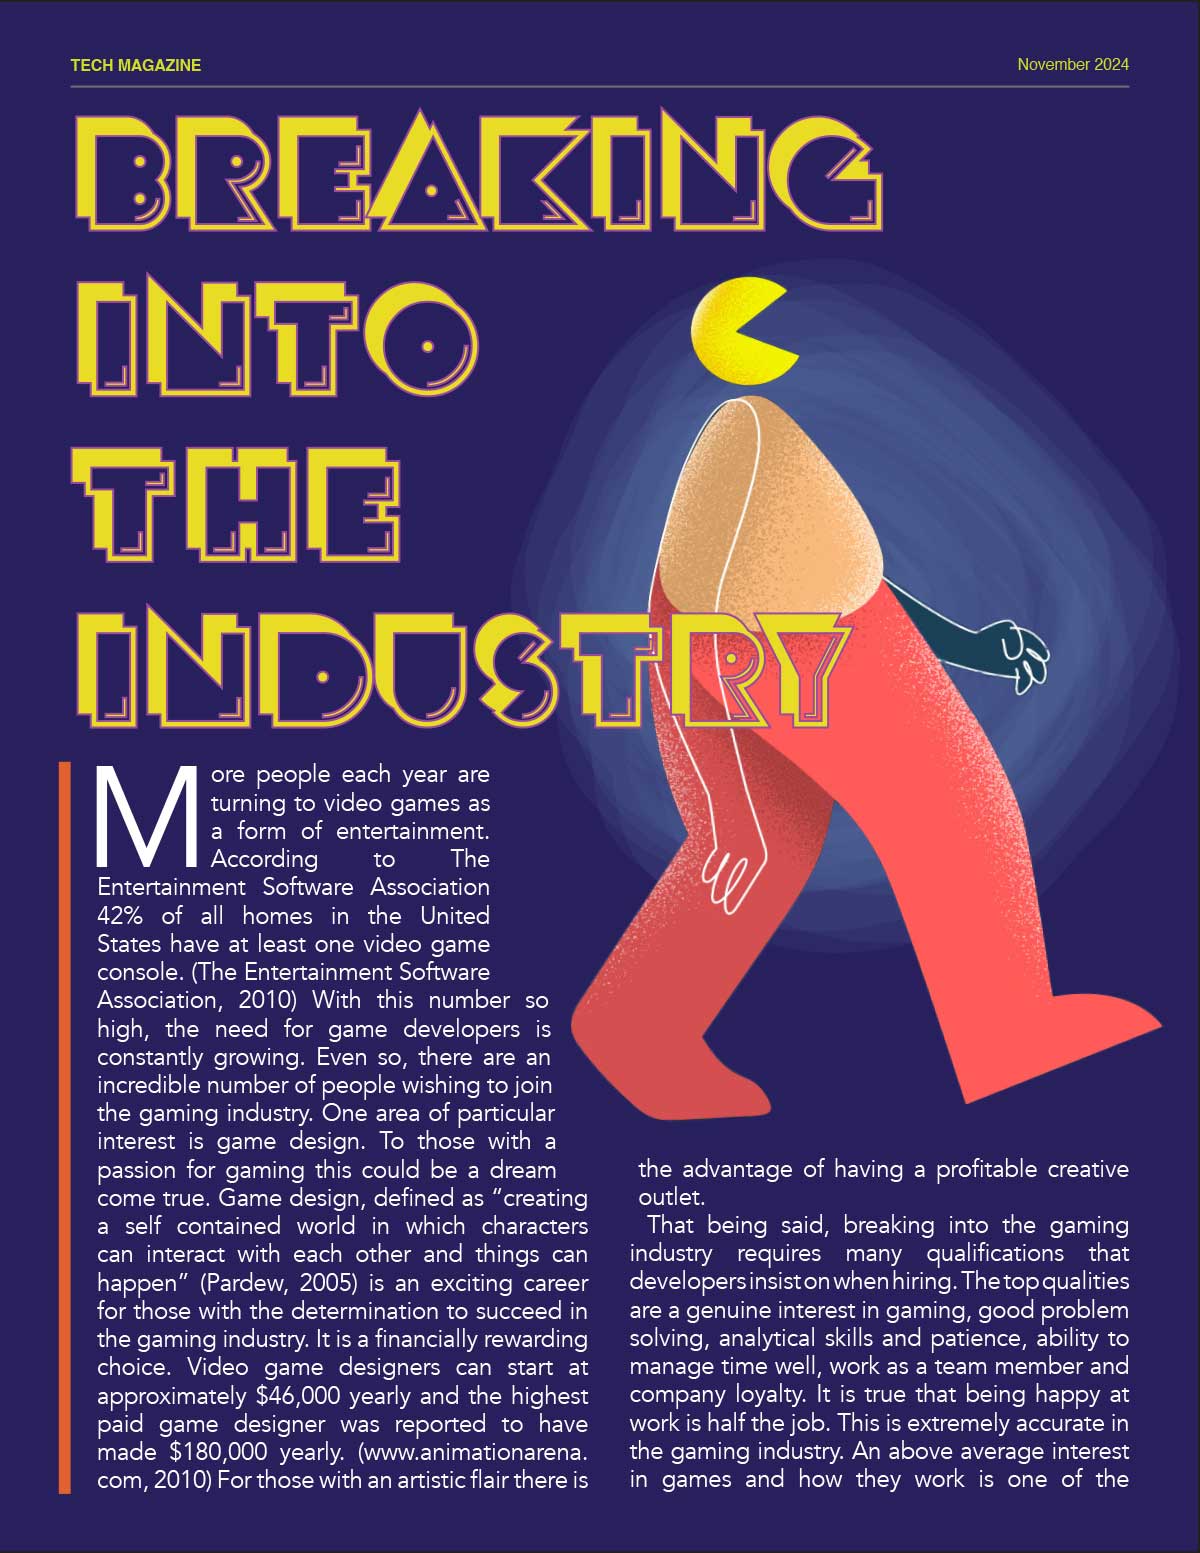 TECH MAGAZINE
November 2024
BREAKING
INTO
THE
INDUSTRY
More people each year are
turning to video games as
a form of entertainment.
According to The
Entertainment Software Association
42% of all homes in the United
States have at least one video game
console. (The Entertainment Software
Association, 2010) With this number so
high, the need for game developers is
constantly growing. Even so, there are an
incredible number of people wishing to join
the gaming industry. One area of particular
interest is game design. To those with a
passion for gaming this could be a dream
come true. Game design, defined as “creating
a self contained world in which characters
can interact with each other and things can
happen” (Pardew, 2005) is an exciting career
for those with the determination to succeed in
the gaming industry. It is a financially rewarding
choice. Video game designers can start at
approximately $46,000 yearly and the highest
paid game designer was reported to have
made $180,000 yearly. (www.animationarena.
com, 2010) For those with an artistic flair there is
the advantage of having a profitable creative
outlet.
That being said, breaking into the gaming
industry requires many qualifications that
developers insist on when hiring. The top qualities
are a genuine interest in gaming, good problem
solving, analytical skills and patience, ability to
manage time well, work as a team member and
company loyalty. It is true that being happy at
work is half the job. This is extremely accurate in
the gaming industry. An above average interest
in games and how they work is one of the